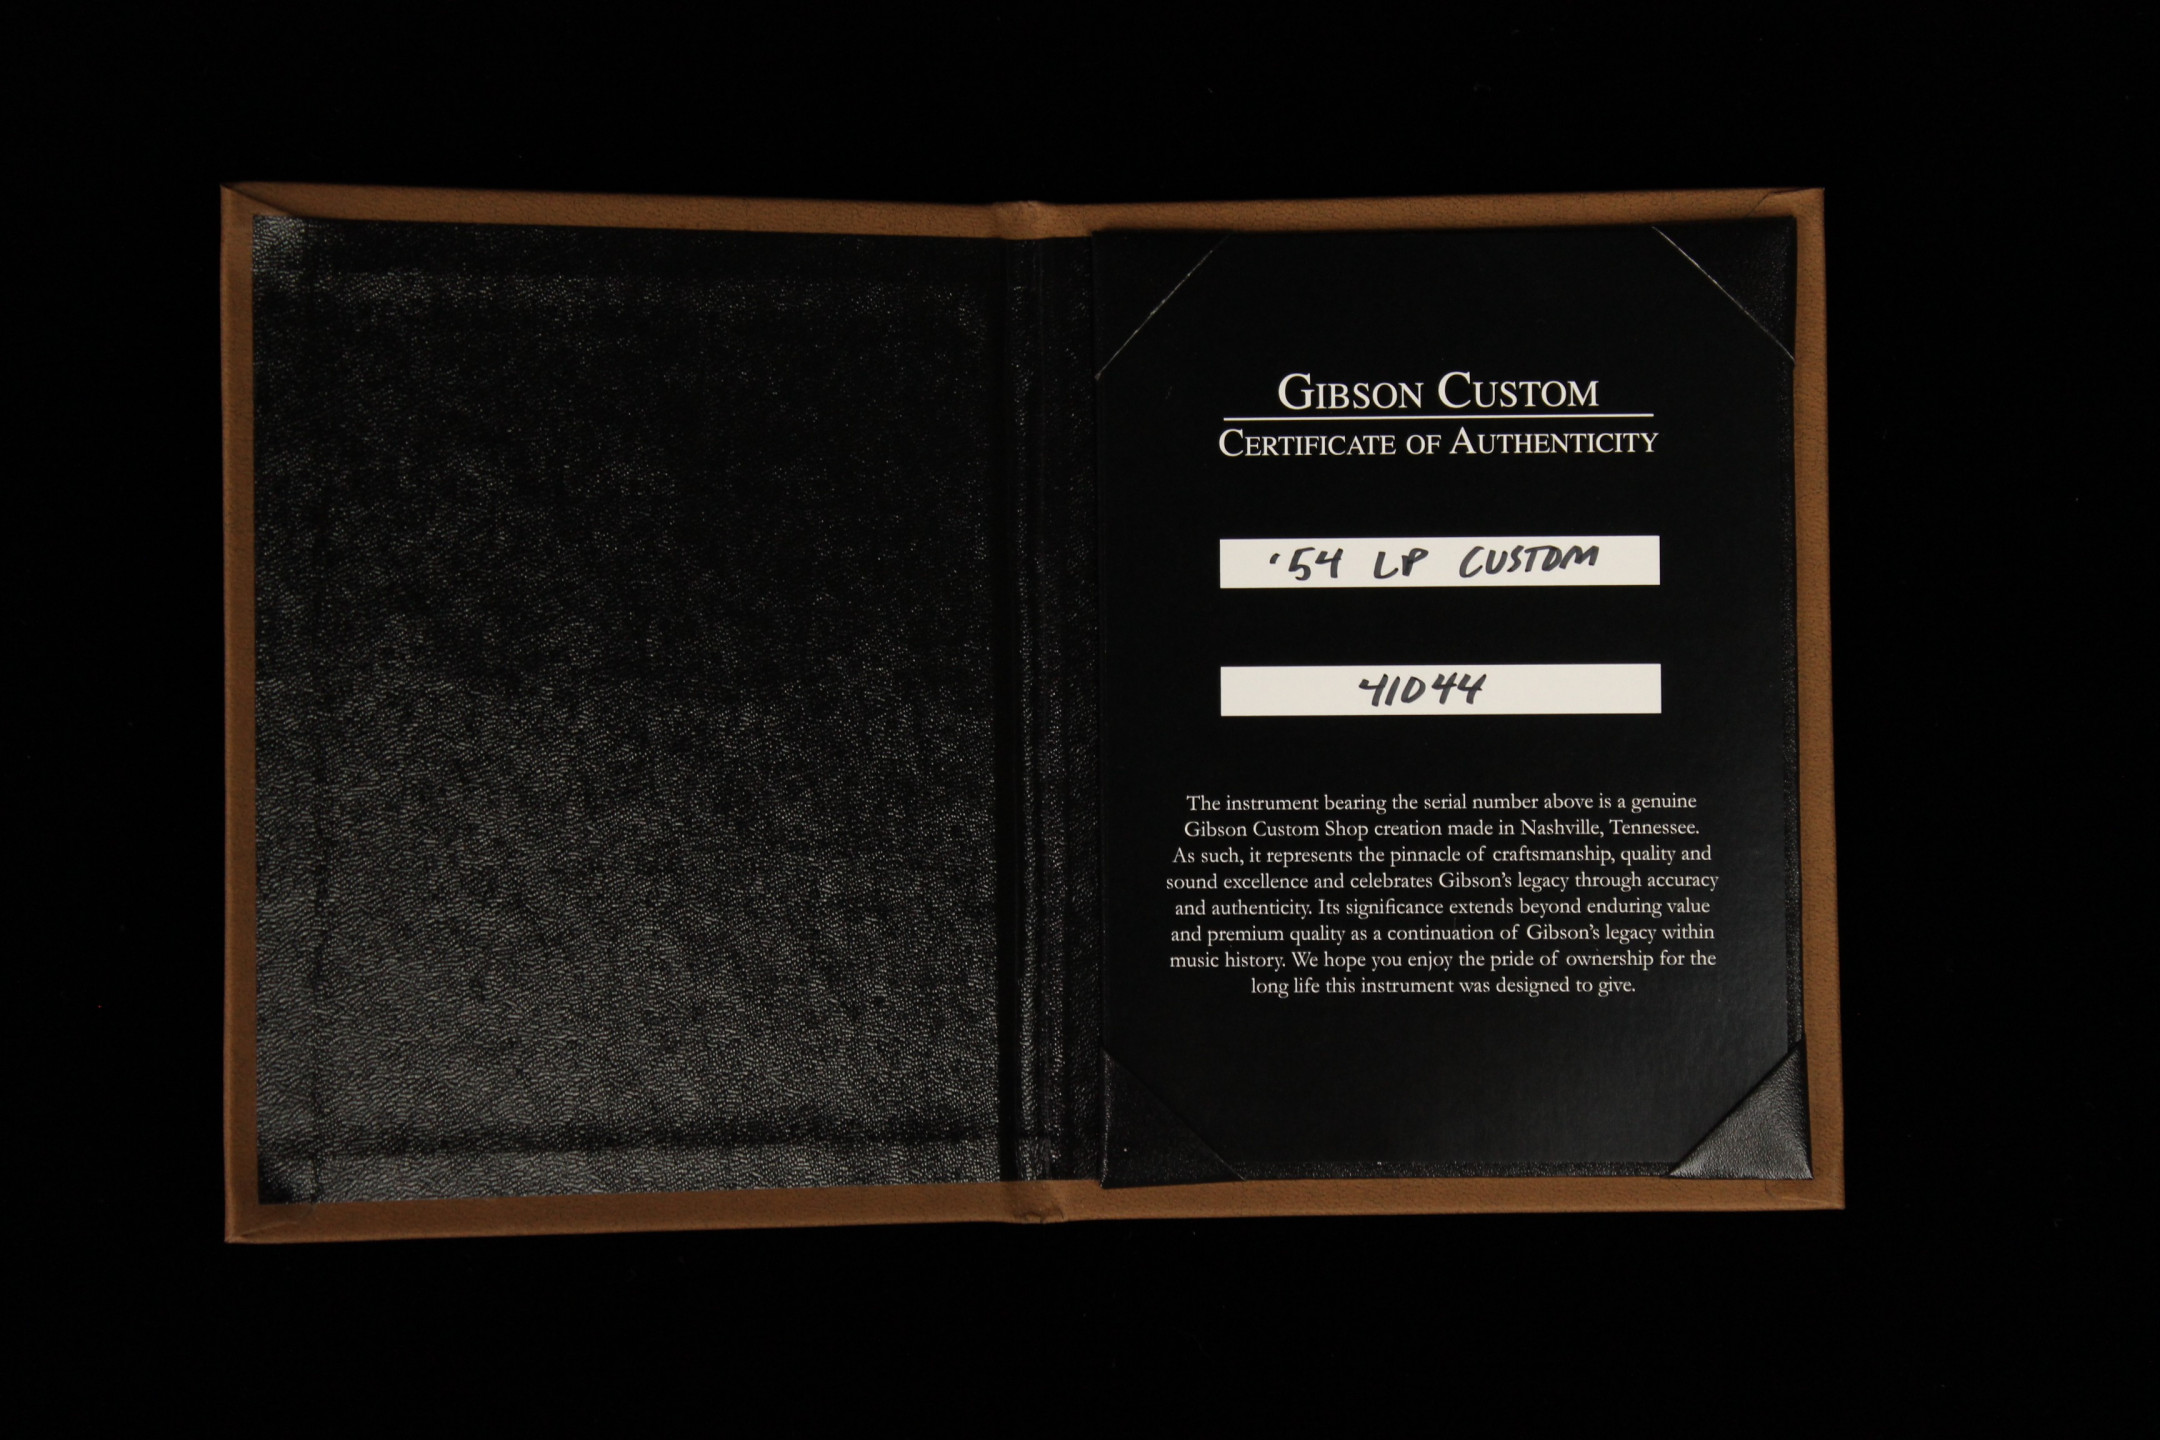 GIBSON CUSTOM
CERTIFICATE OF AUTHENTICITY
'54 LP CUSTOM
41044
The instrument bearing the serial number above is a genuine
Gibson Custom Shop creation made in Nashville, Tennessee.
As such, it represents the pinnacle of craftsmanship, quality and
sound excellence and celebrates Gibson's legacy through accuracy
and authenticity. Its significance extends beyond enduring value
and premium quality as a continuation of Gibson's legacy within
music history. We hope you enjoy the pride of ownership for the
long life this instrument was designed to give.